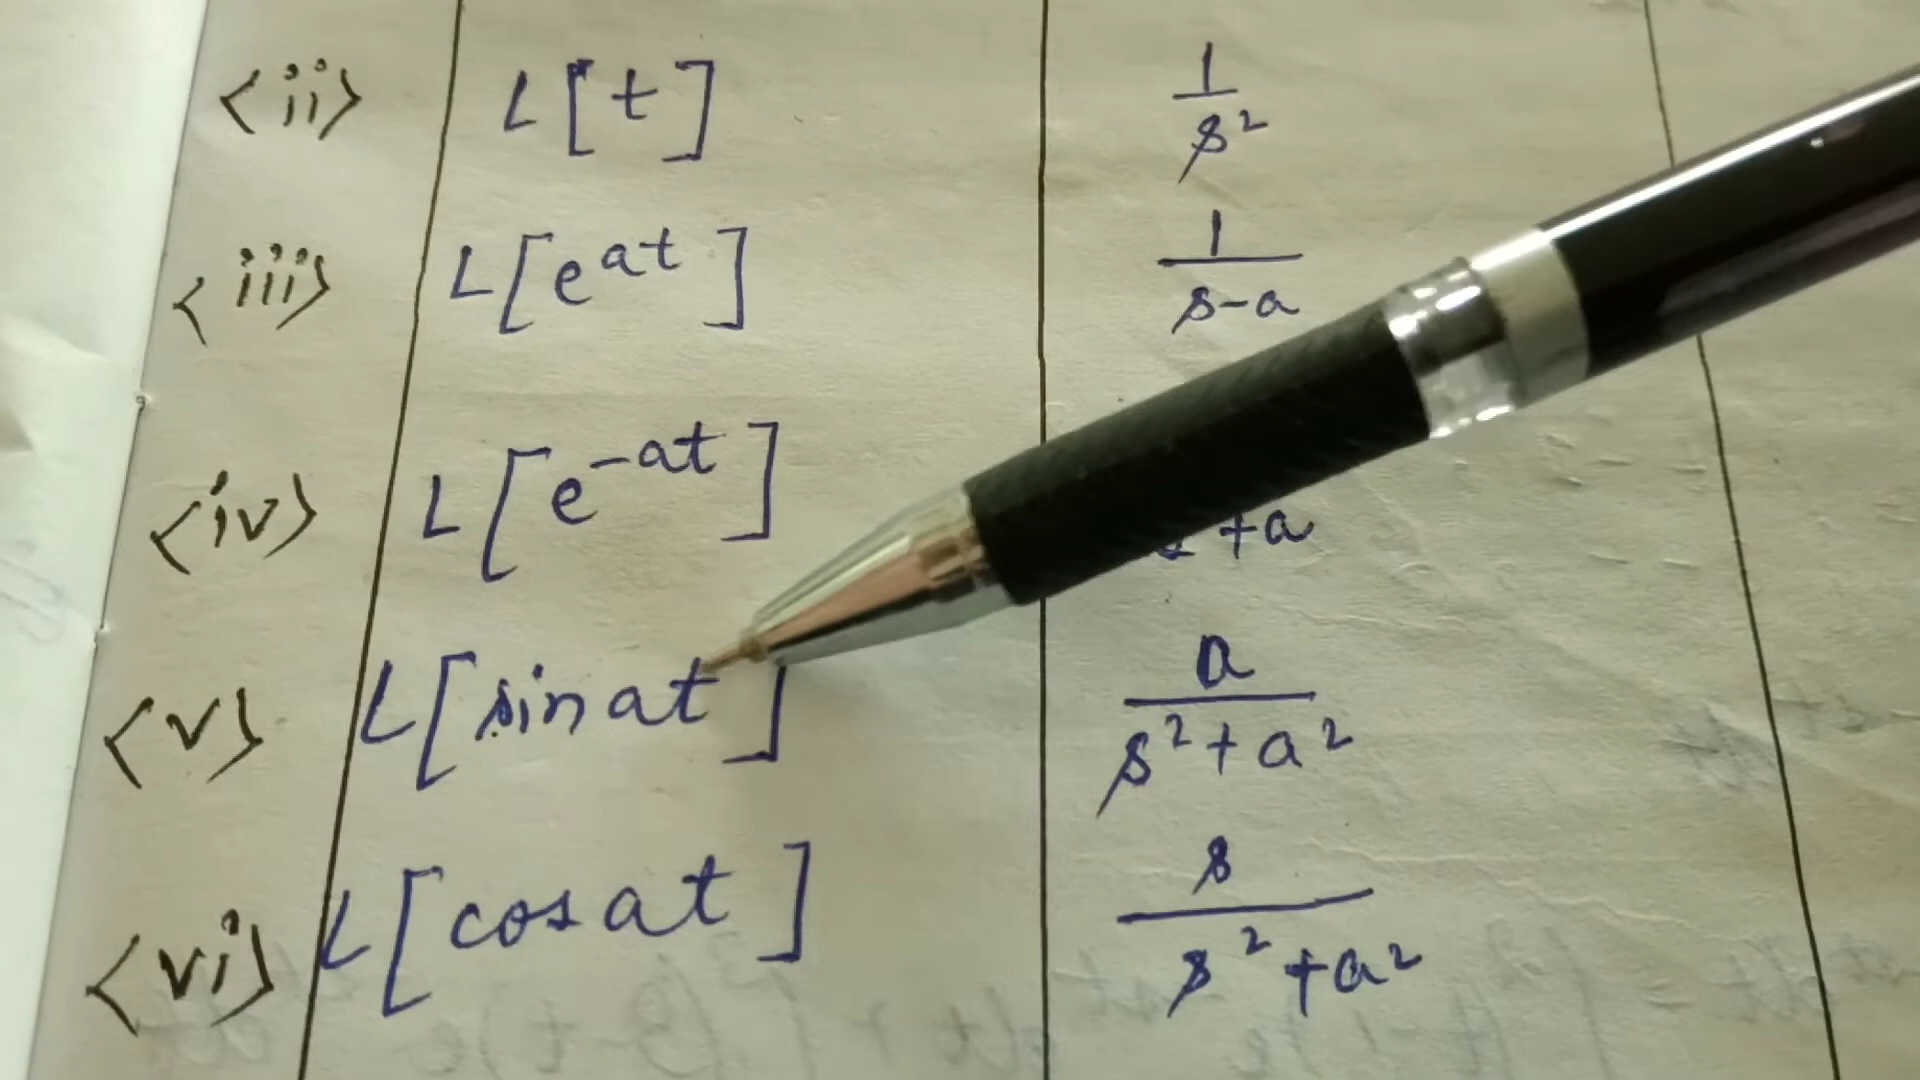 <ii> L[t] 1/s²
<iii> L[e^at] 1/s-a
<iv> L[e^-at] +a
<v> L[sin at] a/s²+a²
<vi> L[cos at] s/s²+a²